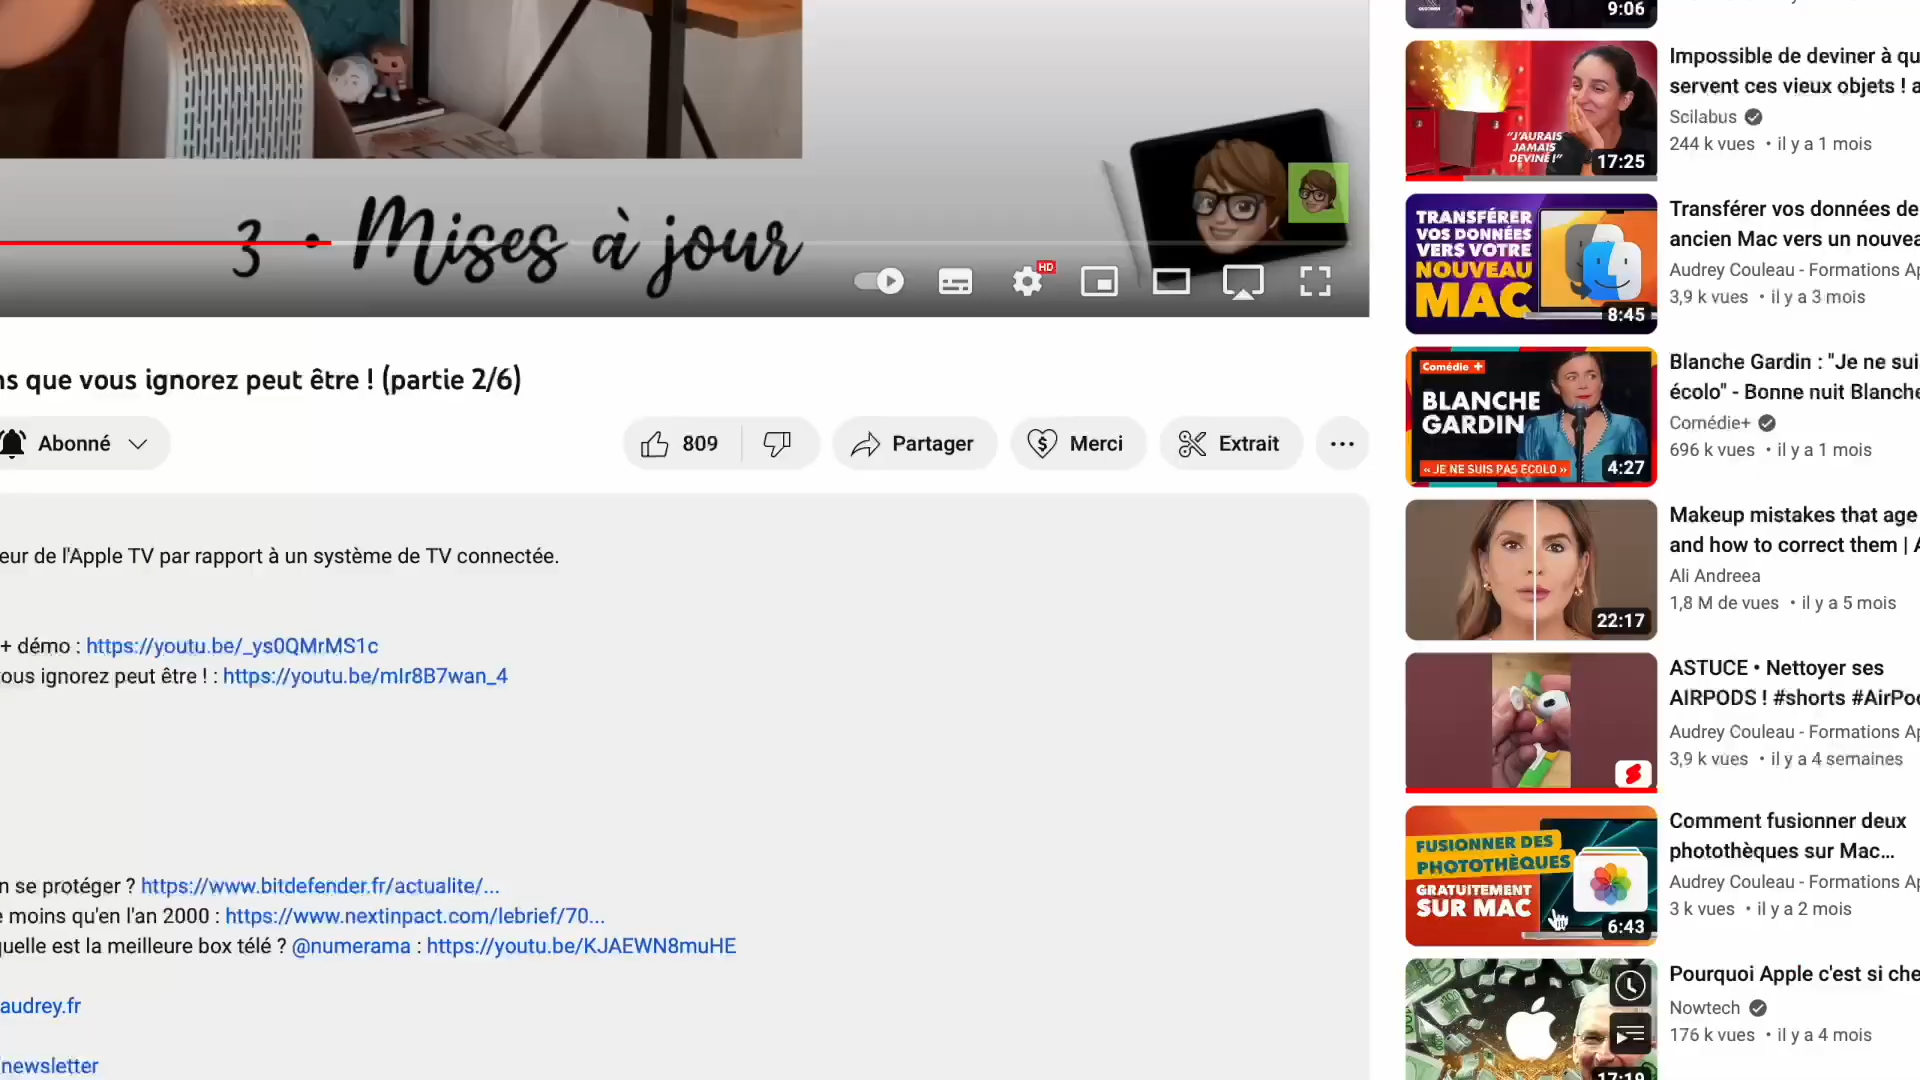 3 • Mises à jour
HD
ns que vous ignorez peut être ! (partie 2/6)
Abonné
809
Partager
Merci
Extrait
eur de l'Apple TV par rapport à un système de TV connectée.
+ démo : https://youtu.be/_ys0QMrMS1c
ous ignorez peut être ! : https://youtu.be/mIr8B7wan_4
n se protéger ? https://www.bitdefender.fr/actualite/...
e moins qu'en l'an 2000 : https://www.nextinpact.com/lebrief/70...
quelle est la meilleure box télé ? @numerama : https://youtu.be/KJAEWN8muHE
audrey.fr
newsletter
9:06
"J'AURAIS
JAMAIS
DEVINÉ !"
17:25
Impossible de deviner à qu
servent ces vieux objets ! a
Scilabus
244 k vues • il y a 1 mois
TRANSFÉRER
VOS DONNÉES
VERS VOTRE
NOUVEAU
MAC
8:45
Transférer vos données de
ancien Mac vers un nouvea
Audrey Couleau - Formations Ap
3,9 k vues • il y a 3 mois
Comédie +
BLANCHE
GARDIN
« JE NE SUIS PAS ÉCOLO »
4:27
Blanche Gardin : "Je ne sui
écolo" - Bonne nuit Blanche
Comédie+
696 k vues • il y a 1 mois
22:17
Makeup mistakes that age
and how to correct them | A
Ali Andreea
1,8 M de vues • il y a 5 mois
ASTUCE • Nettoyer ses
AIRPODS ! #shorts #AirPod
Audrey Couleau - Formations Ap
3,9 k vues • il y a 4 semaines
FUSIONNER DES
PHOTOTHÈQUES
GRATUITEMENT
SUR MAC
6:43
Comment fusionner deux
photothèques sur Mac...
Audrey Couleau - Formations Ap
3 k vues • il y a 2 mois
17:19
Pourquoi Apple c'est si che
Nowtech
176 k vues • il y a 4 mois